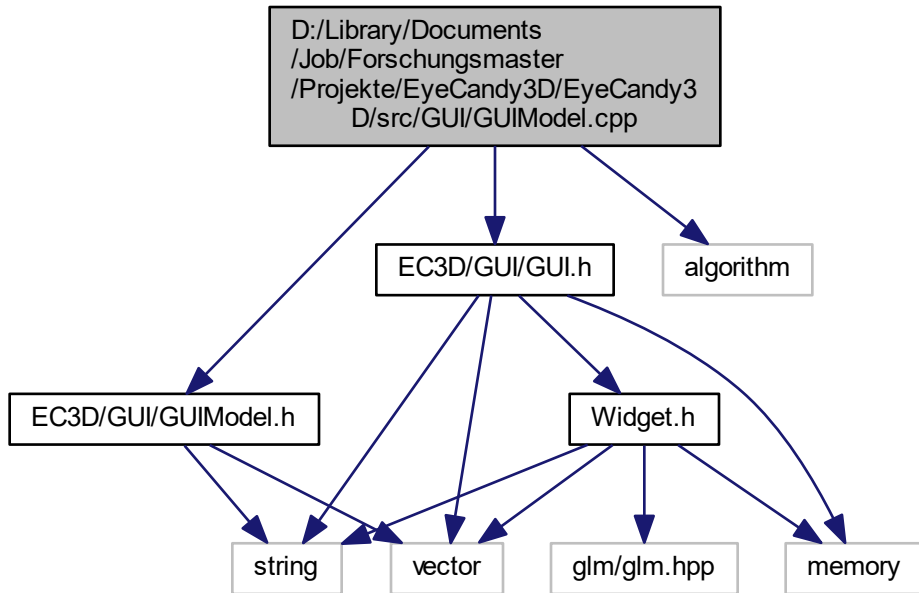 D:/Library/Documents
/Job/Forschungsmaster
/Projekte/EyeCandy3D/EyeCandy3
D/src/GUI/GUIModel.cpp
EC3D/GUI/GUI.h
algorithm
EC3D/GUI/GUIModel.h
Widget.h
string
vector
glm/glm.hpp
memory